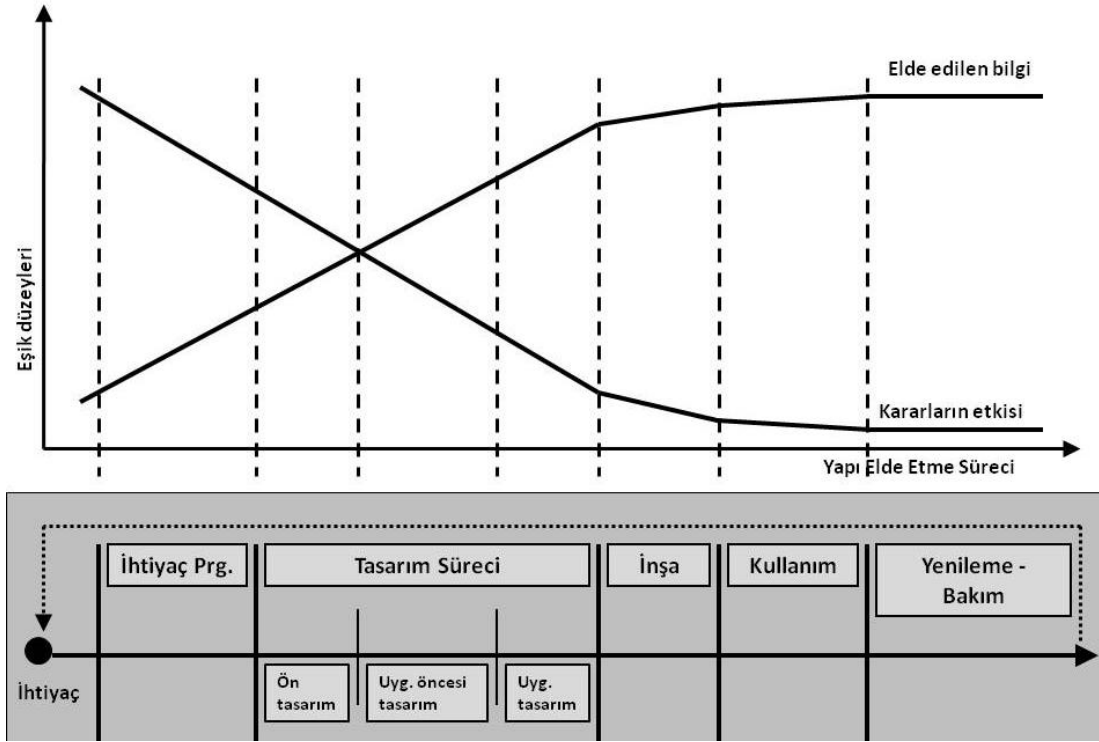 Elde edilen bilgi
Eşik düzeyleri
Kararların etkisi
Yapı Elde Etme Süreci
İhtiyaç Prg.
Tasarım Süreci
İnşa
Kullanım
Yenileme -
Bakım
İhtiyaç
Ön
tasarım
Uyg. öncesi
tasarım
Uyg.
tasarım